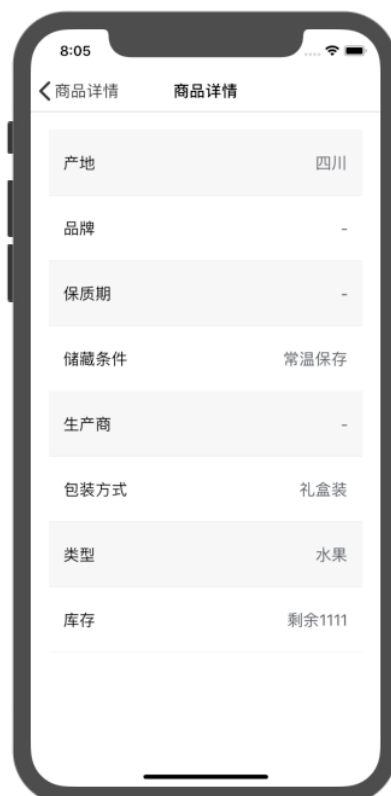 8:05
商品详情 商品详情
产地 四川
品牌 -
保质期 -
储藏条件 常温保存
生产商 -
包装方式 礼盒装
类型 水果
库存 剩余1111